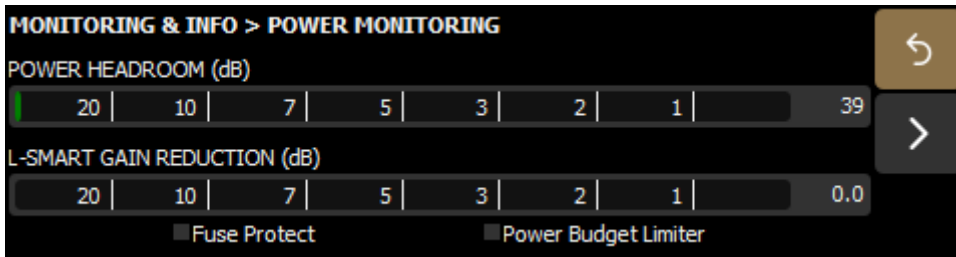 MONITORING & INFO > POWER MONITORING
POWER HEADROOM (dB)
20 10 7 5 3 2 1 39
L-SMART GAIN REDUCTION (dB)
20 10 7 5 3 2 1 0.0
Fuse Protect Power Budget Limiter